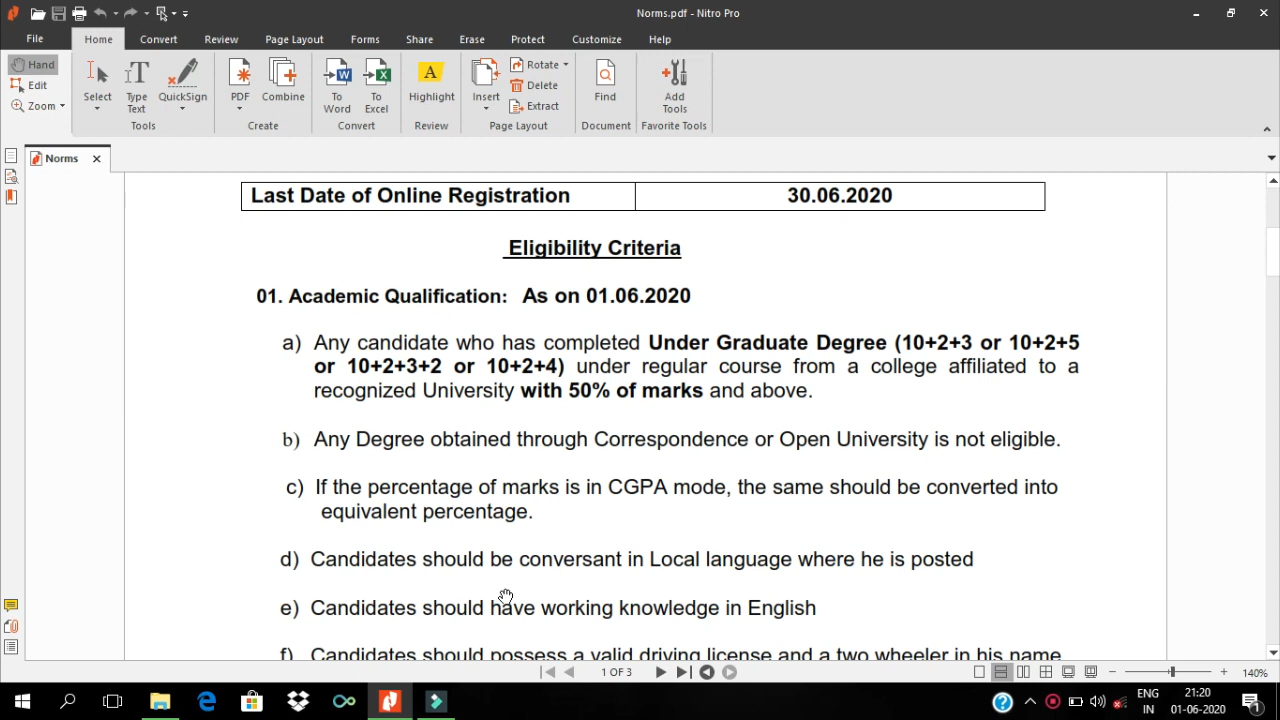 Norms.pdf - Nitro Pro
File Home Convert Review Page Layout Forms Share Erase Protect Customize Help
Hand
Edit
Zoom
Select
Type Text
QuickSign
Tools
PDF
Combine
Create
To Word
To Excel
Convert
Highlight
Review
Insert
Rotate
Delete
Extract
Page Layout
Find
Document
Add Tools
Favorite Tools
Norms
Last Date of Online Registration 30.06.2020
Eligibility Criteria
01. Academic Qualification: As on 01.06.2020
a) Any candidate who has completed Under Graduate Degree (10+2+3 or 10+2+5
or 10+2+3+2 or 10+2+4) under regular course from a college affiliated to a
recognized University with 50% of marks and above.
b) Any Degree obtained through Correspondence or Open University is not eligible.
c) If the percentage of marks is in CGPA mode, the same should be converted into
equivalent percentage.
d) Candidates should be conversant in Local language where he is posted
e) Candidates should have working knowledge in English
f) Candidates should possess a valid driving license and a two wheeler in his name
1 OF 3
140%
ENG
IN
21:20
01-06-2020
1